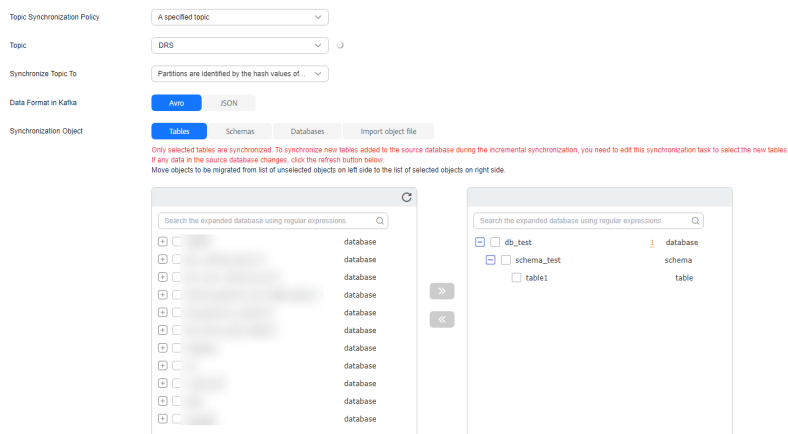 Topic Synchronization Policy
A specified topic
Topic
DRS
Synchronize Topic To
Partitions are identified by the hash values of...
Data Format in Kafka
Avro JSON
Synchronization Object
Tables Schemas Databases Import object file
Only selected tables are synchronized. To synchronize new tables added to the source database during the incremental synchronization, you need to edit this synchronization task to select the new tables
If any data in the source database changes, click the refresh button below.
Move objects to be migrated from list of unselected objects on left side to the list of selected objects on right side.
Search the expanded database using regular expressions.
database
database
database
database
database
database
database
database
database
database
database
Search the expanded database using regular expressions.
db_test 1 database
schema_test schema
table1 table